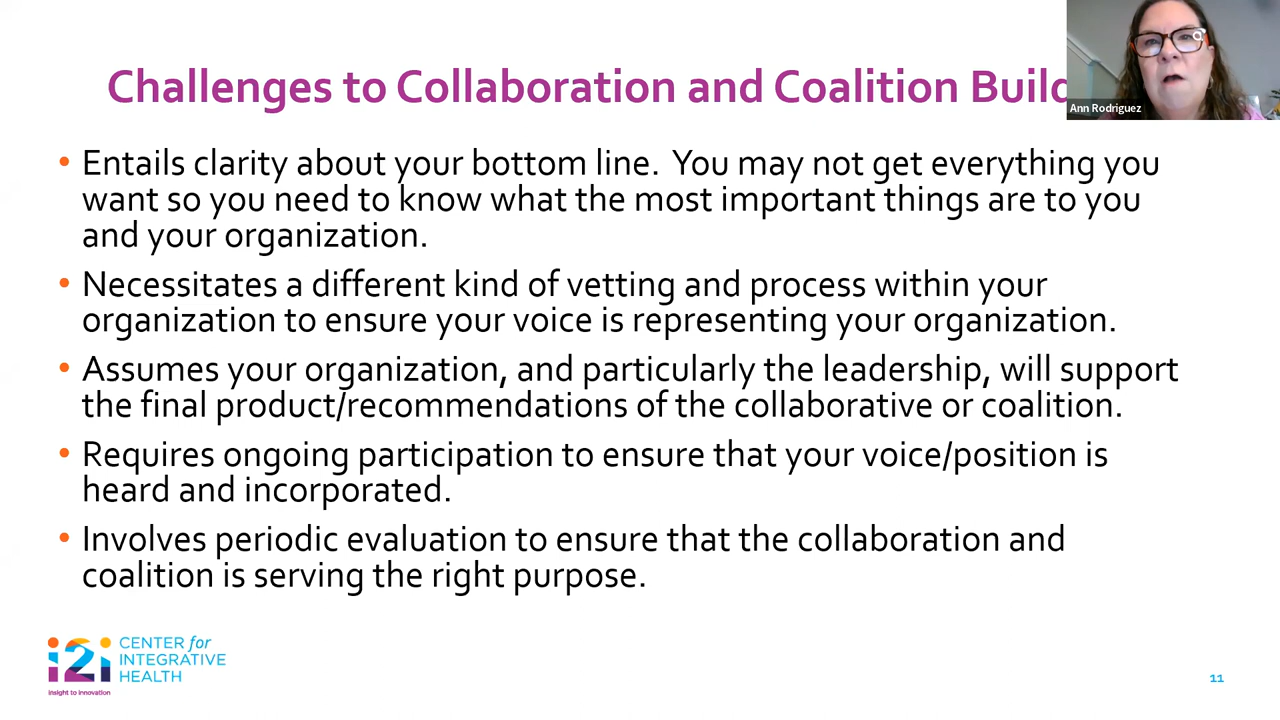 Challenges to Collaboration and Coalition Build
Ann Rodriguez
• Entails clarity about your bottom line.  You may not get everything you
want so you need to know what the most important things are to you
and your organization.
• Necessitates a different kind of vetting and process within your
organization to ensure your voice is representing your organization.
• Assumes your organization, and particularly the leadership, will support
the final product/recommendations of the collaborative or coalition.
• Requires ongoing participation to ensure that your voice/position is
heard and incorporated.
• Involves periodic evaluation to ensure that the collaboration and
coalition is serving the right purpose.
i2i
insight to innovation
CENTER for
INTEGRATIVE
HEALTH
11